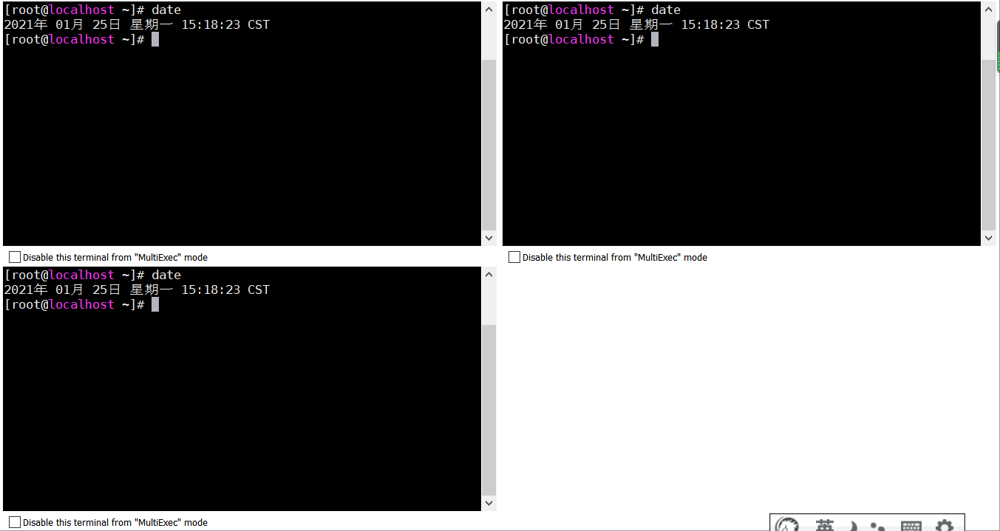 [root@localhost ~]# date
2021年 01月 25日 星期一 15:18:23 CST
[root@localhost ~]#
Disable this terminal from "MultiExec" mode
[root@localhost ~]# date
2021年 01月 25日 星期一 15:18:23 CST
[root@localhost ~]#
Disable this terminal from "MultiExec" mode
[root@localhost ~]# date
2021年 01月 25日 星期一 15:18:23 CST
[root@localhost ~]#
Disable this terminal from "MultiExec" mode
英